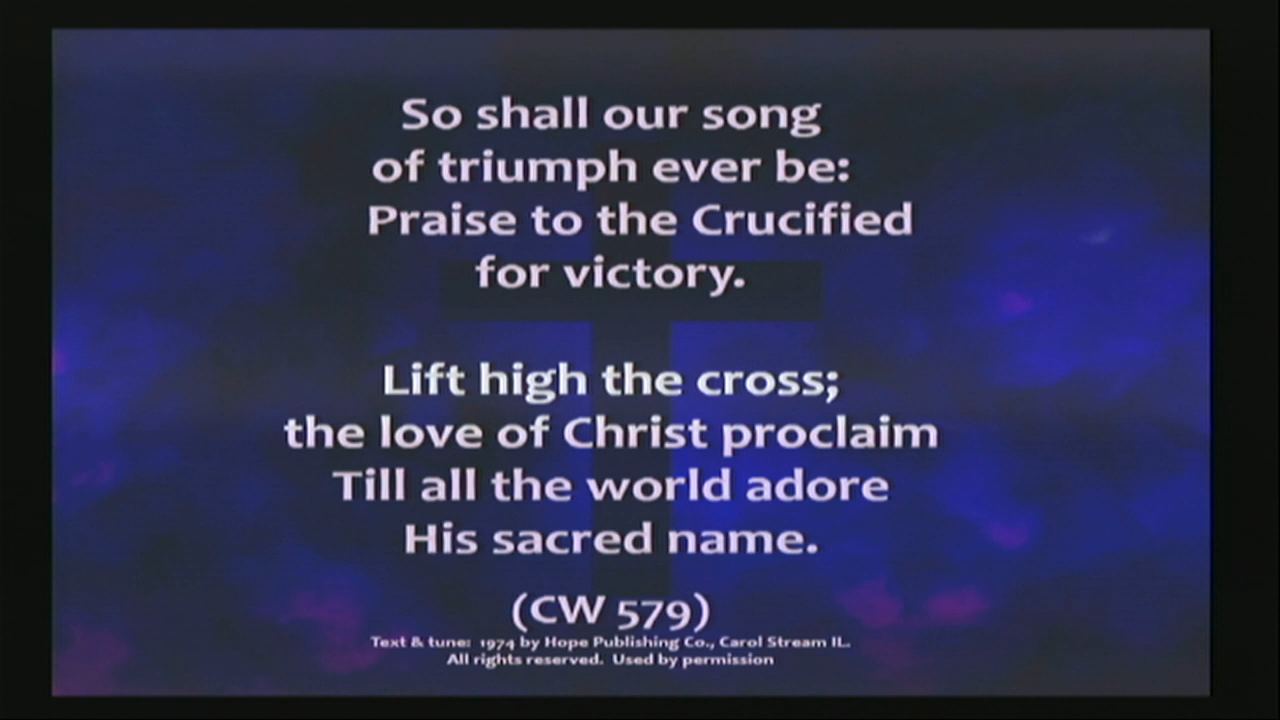 So shall our song
of triumph ever be:
Praise to the Crucified
for victory.
Lift high the cross;
the love of Christ proclaim
Till all the world adore
His sacred name.
(CW 579)
Text & tune: 1974 by Hope Publishing Co., Carol Stream IL.
All rights reserved. Used by permission